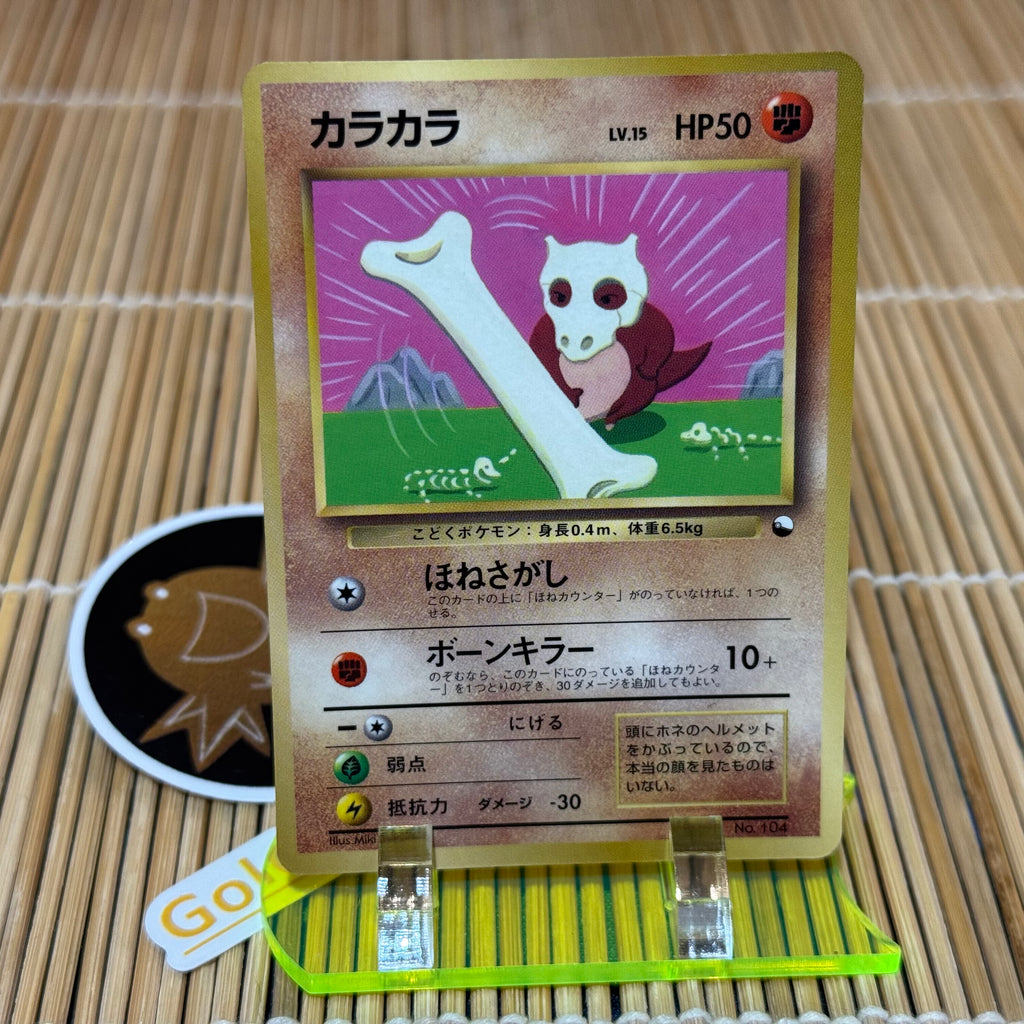 カラカラ LV.15 HP50
こどくポケモン：身長0.4m、体重6.5kg
ほねさがし
このカードの上に「ほねカウンター」がのっていなければ、1つの
せる。
ボーンキラー 10+
のぞむなら、このカードにのっている「ほねカウンタ
ー」を1つとりのぞき、30ダメージを追加してもよい。
− にげる
弱点
抵抗力 ダメージ -30
頭にホネのヘルメット
をかぶっているので、
本当の顔を見たものは
いない。
Illus.Miki
No. 104
Gol